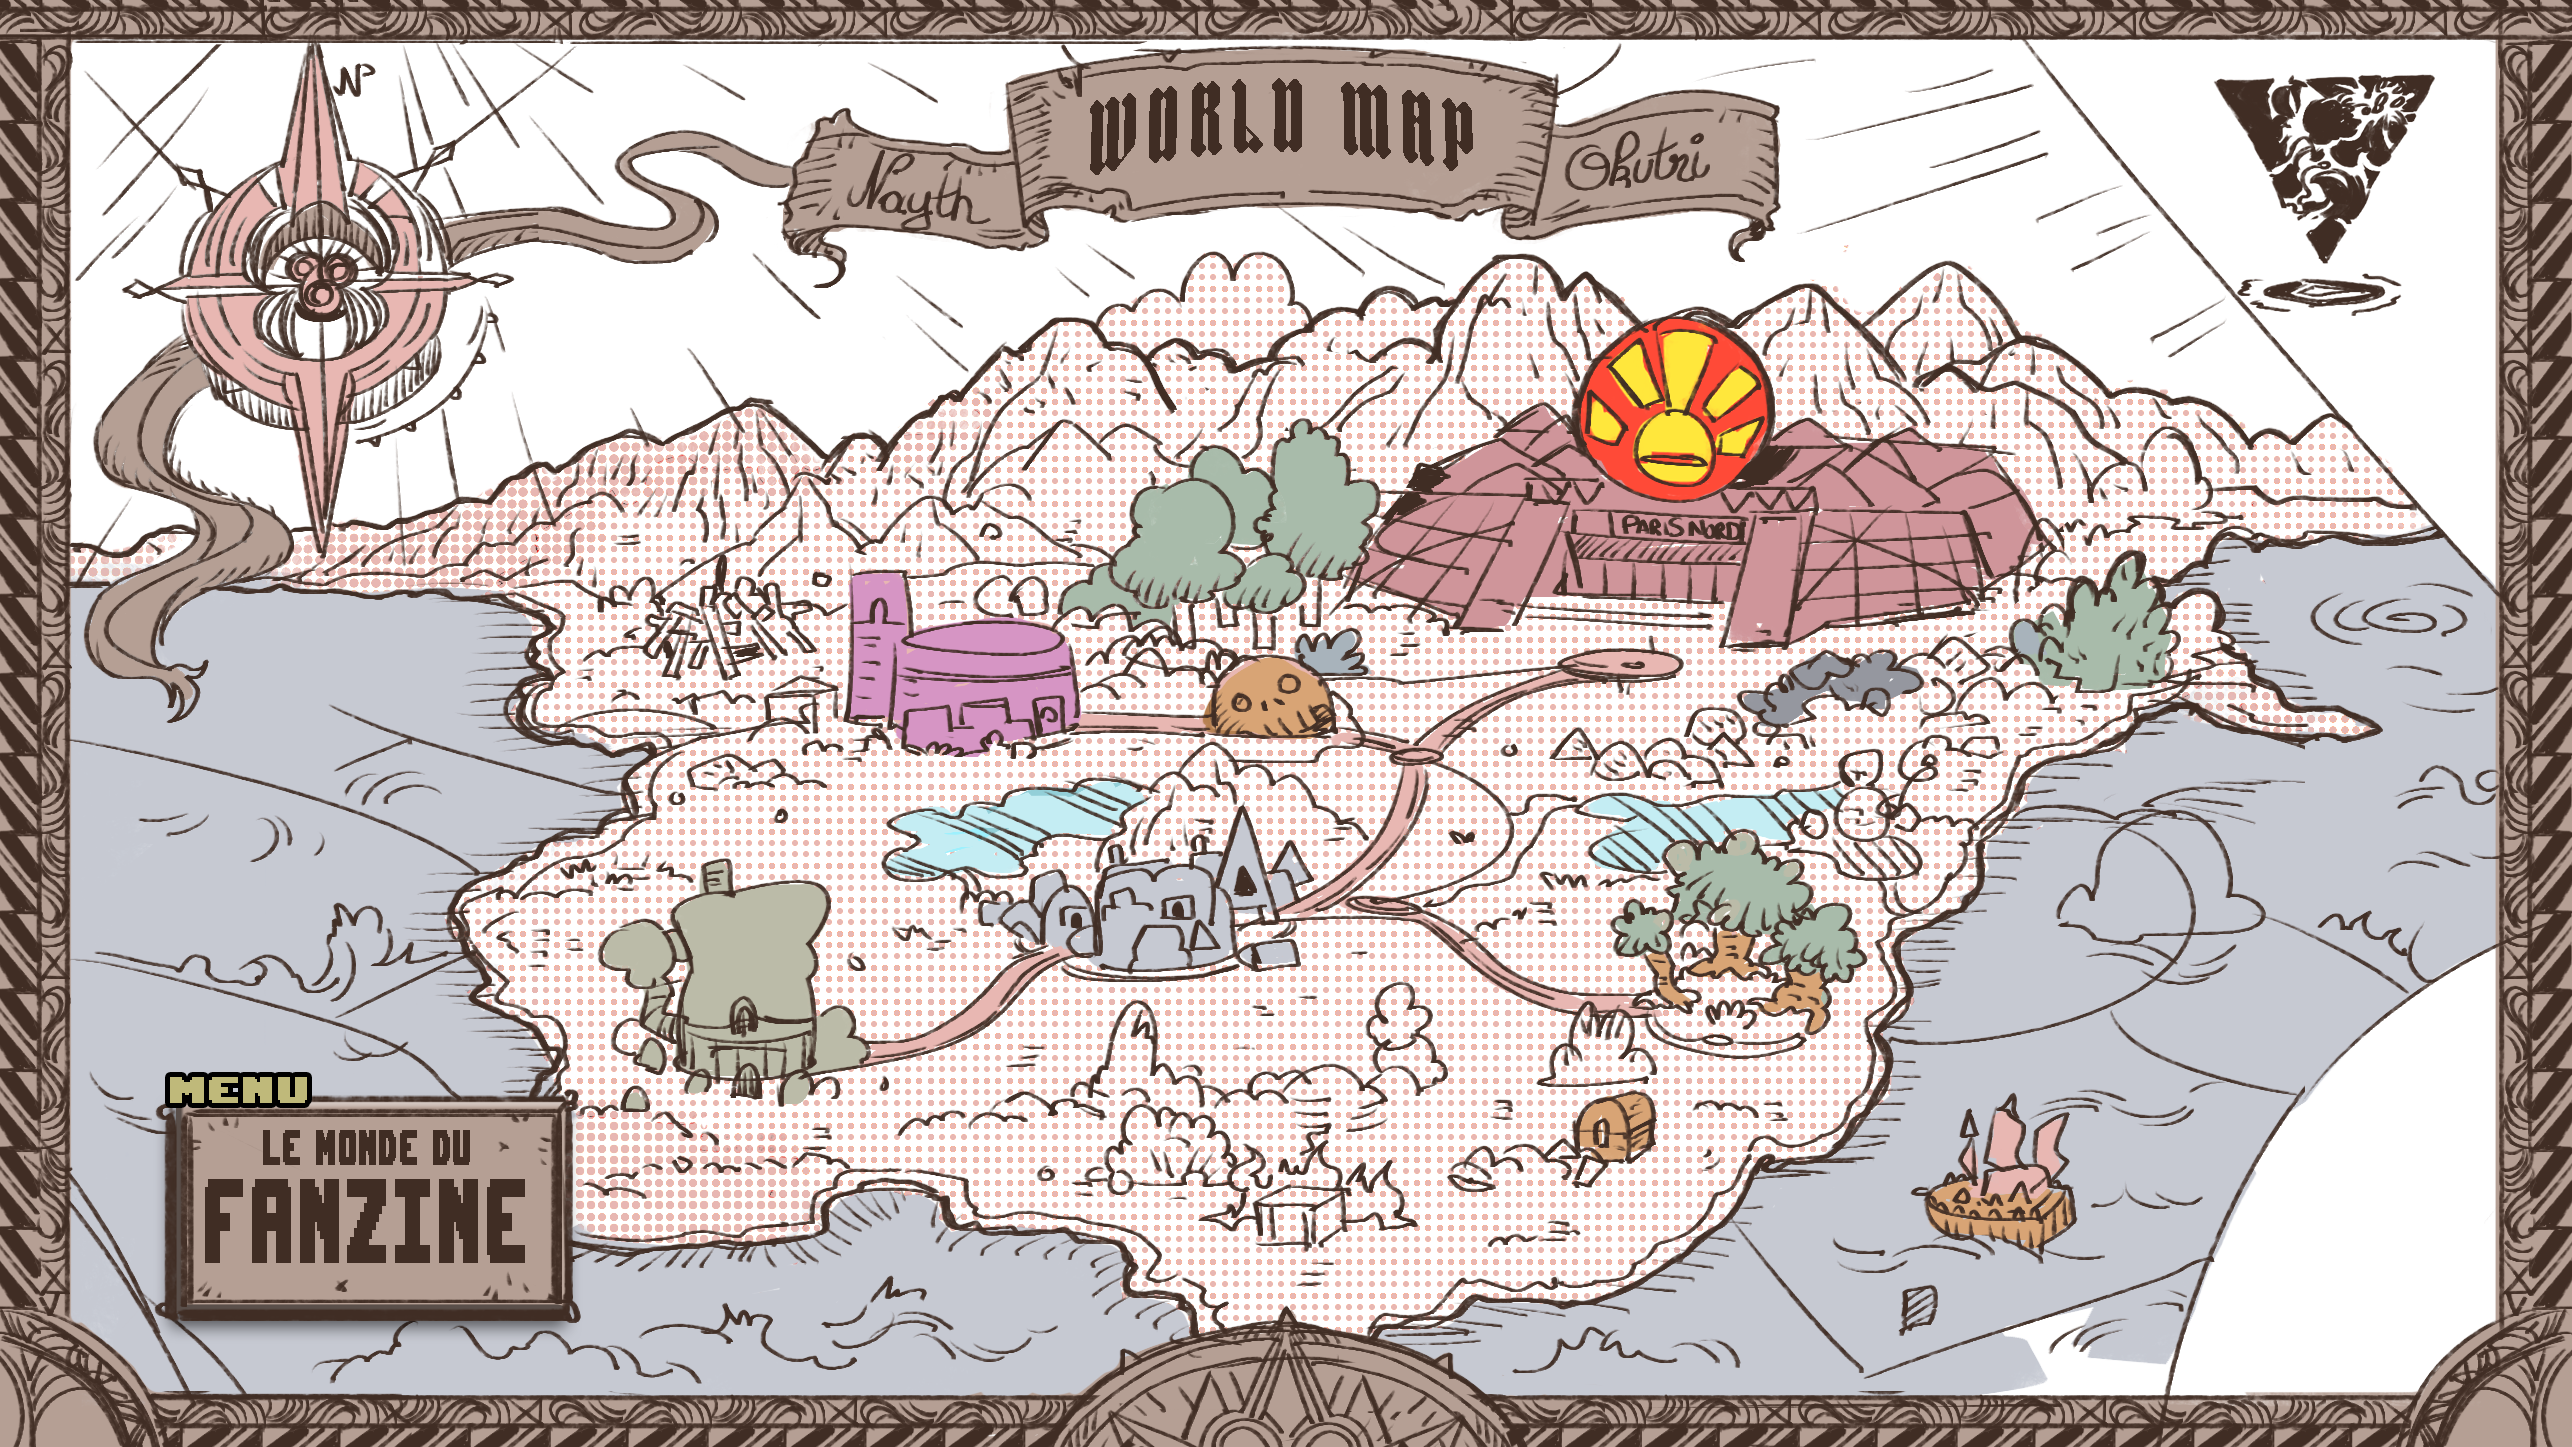 N
WORLD MAP
Nayth
Okutri
PARIS NORD
MENU
LE MONDE DU
FANZINE